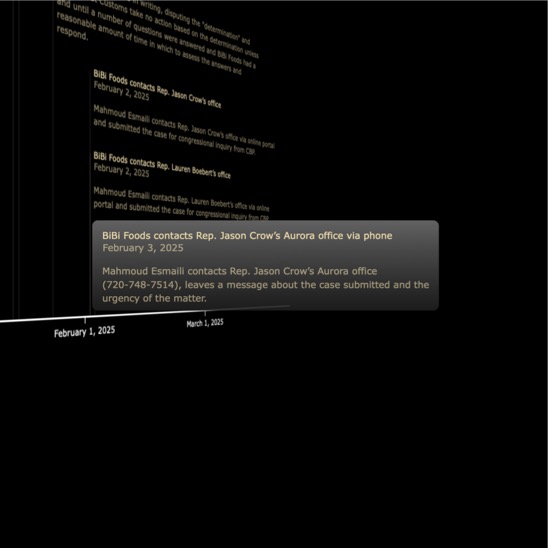 in writing, disputing the "determination" and
Customs take no action based on the determination unless
and until a number of questions were answered and BiBi Foods had a
reasonable amount of time in which to assess the answers and
respond.
BiBi Foods contacts Rep. Jason Crow's office
February 2, 2025
Mahmoud Esmaili contacts Rep. Jason Crow's office via online portal
and submitted the case for congressional inquiry from CBP.
BiBi Foods contacts Rep. Lauren Boebert's office
February 2, 2025
Mahmoud Esmaili contacts Rep. Lauren Boebert's office via online
portal and submitted the case for congressional inquiry from CBP.
BiBi Foods contacts Rep. Jason Crow's Aurora office via phone
February 3, 2025
Mahmoud Esmaili contacts Rep. Jason Crow's Aurora office
(720-748-7514), leaves a message about the case submitted and the
urgency of the matter.
February 1, 2025
March 1, 2025